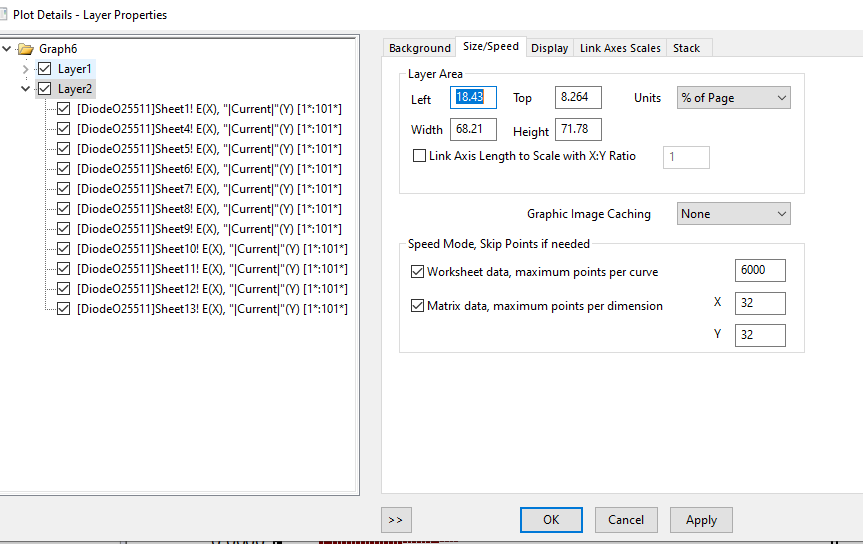 Plot Details - Layer Properties
Graph6
Layer1
Layer2
[DiodeO25511]Sheet1! E(X), "|Current|"(Y) [1*:101*]
[DiodeO25511]Sheet4! E(X), "|Current|"(Y) [1*:101*]
[DiodeO25511]Sheet5! E(X), "|Current|"(Y) [1*:101*]
[DiodeO25511]Sheet6! E(X), "|Current|"(Y) [1*:101*]
[DiodeO25511]Sheet7! E(X), "|Current|"(Y) [1*:101*]
[DiodeO25511]Sheet8! E(X), "|Current|"(Y) [1*:101*]
[DiodeO25511]Sheet9! E(X), "|Current|"(Y) [1*:101*]
[DiodeO25511]Sheet10! E(X), "|Current|"(Y) [1*:101*]
[DiodeO25511]Sheet11! E(X), "|Current|"(Y) [1*:101*]
[DiodeO25511]Sheet12! E(X), "|Current|"(Y) [1*:101*]
[DiodeO25511]Sheet13! E(X), "|Current|"(Y) [1*:101*]
Background Size/Speed Display Link Axes Scales Stack
Layer Area
Left 18.43 Top 8.264 Units % of Page
Width 68.21 Height 71.78
Link Axis Length to Scale with X:Y Ratio 1
Graphic Image Caching None
Speed Mode, Skip Points if needed
Worksheet data, maximum points per curve 6000
Matrix data, maximum points per dimension X 32
Y 32
>> OK Cancel Apply